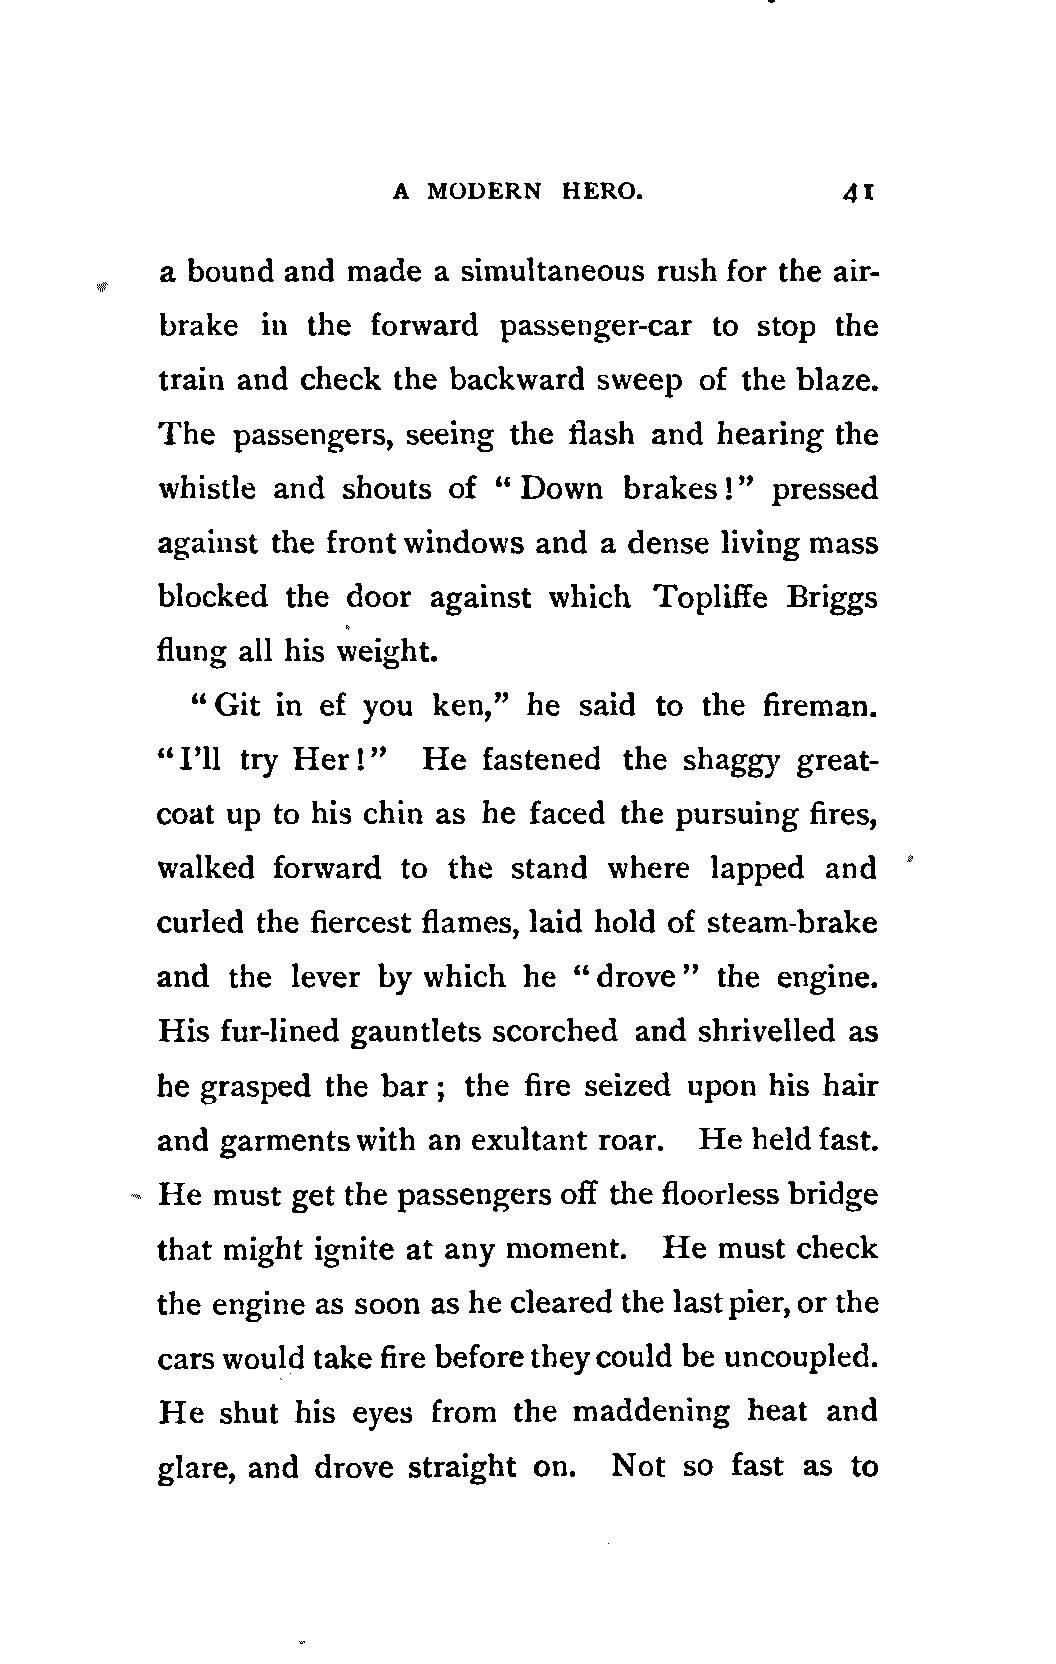 A MODERN HERO. 41
a bound and made a simultaneous rush for the air-
brake in the forward passenger-car to stop the
train and check the backward sweep of the blaze.
The passengers, seeing the flash and hearing the
whistle and shouts of “ Down brakes ! ” pressed
against the front windows and a dense living mass
blocked the door against which Topliffe Briggs
flung all his weight.
“ Git in ef you ken,” he said to the fireman.
“ I’ll try Her ! ” He fastened the shaggy great-
coat up to his chin as he faced the pursuing fires,
walked forward to the stand where lapped and
curled the fiercest flames, laid hold of steam-brake
and the lever by which he “ drove ” the engine.
His fur-lined gauntlets scorched and shrivelled as
he grasped the bar ; the fire seized upon his hair
and garments with an exultant roar. He held fast.
He must get the passengers off the floorless bridge
that might ignite at any moment. He must check
the engine as soon as he cleared the last pier, or the
cars would take fire before they could be uncoupled.
He shut his eyes from the maddening heat and
glare, and drove straight on. Not so fast as to